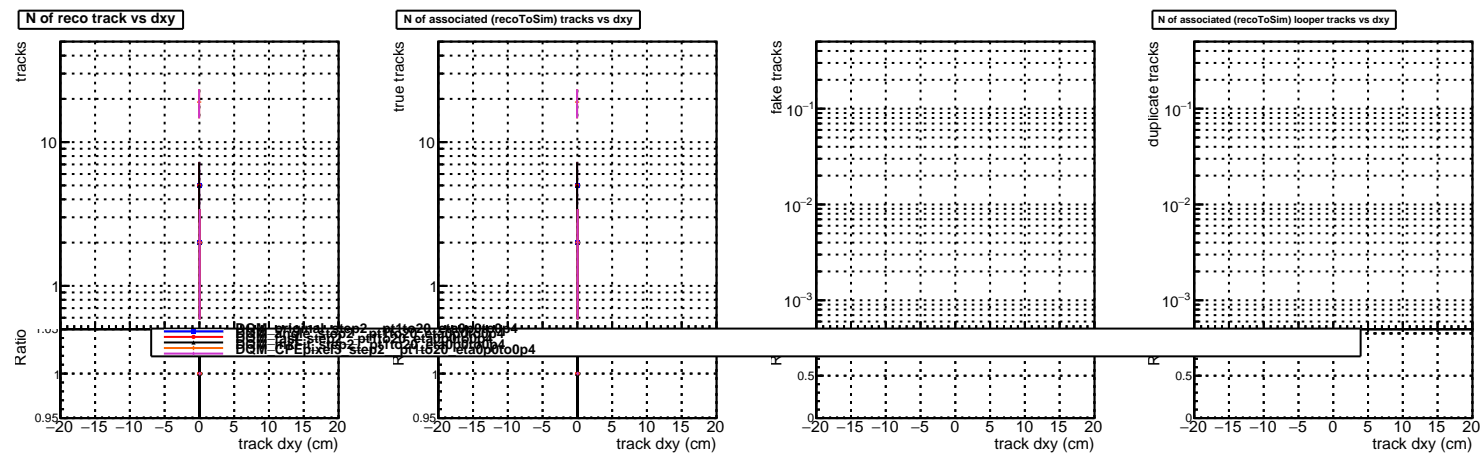 N of reco track vs dxy
N of associated (recoToSim) tracks vs dxy
N of associated (recoToSim) looper tracks vs dxy
tracks
true tracks
fake tracks
duplicate tracks
10
1
10
1
10⁻¹
10⁻²
10⁻³
10⁻¹
10⁻²
10⁻³
Ratio
1
0.95
1
0.95
0.5
0
0.5
0
pt1to20_eta0p0to0p4
DQM_CPEpixel3_step2 pt1to20_eta0p0to0p4
−20 −15 −10 −5 0 5 10 15 20
−20 −15 −10 −5 0 5 10 15 20
−20 −15 −10 −5 0 5 10 15 20
−20 −15 −10 −5 0 5 10 15 20
track dxy (cm)
track dxy (cm)
track dxy (cm)
track dxy (cm)